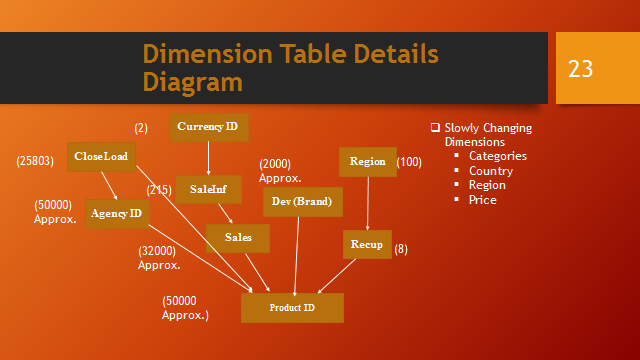 Dimension Table Details
Diagram
23
(2)
Currency ID
❑ Slowly Changing
Dimensions
▪ Categories
▪ Country
▪ Region
▪ Price
(25803)
CloseLoad
(2000)
Approx.
Region
(100)
(215)
SaleInf
(50000)
Approx.
Agency ID
Dev (Brand)
(32000)
Approx.
Sales
Recup
(8)
(50000
Approx.)
Product ID